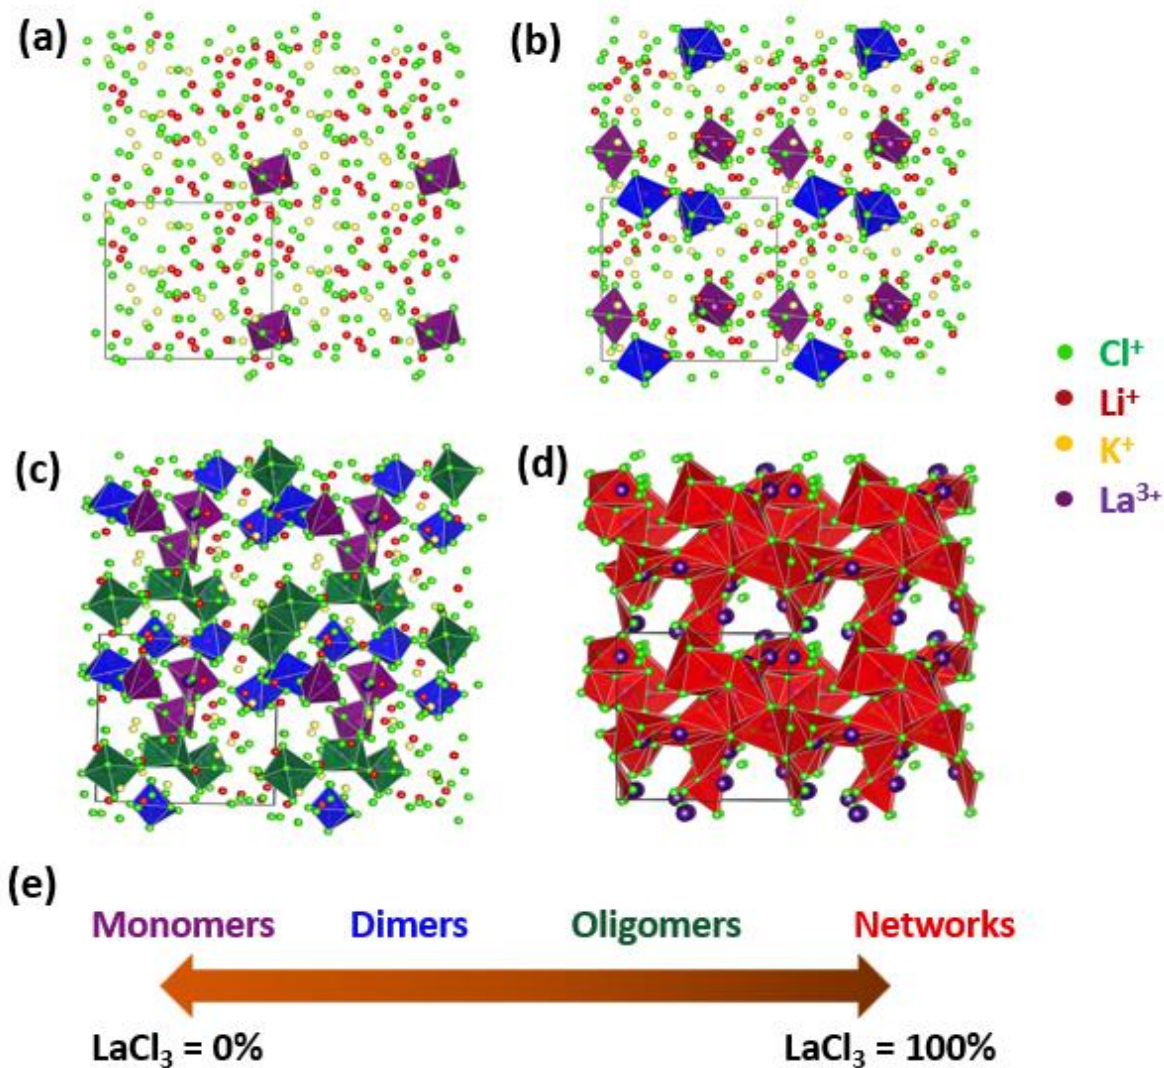 (a)
(b)
Cl⁺
Li⁺
K⁺
La³⁺
(c)
(d)
(e)
Monomers Dimers Oligomers Networks
LaCl₃ = 0% LaCl₃ = 100%